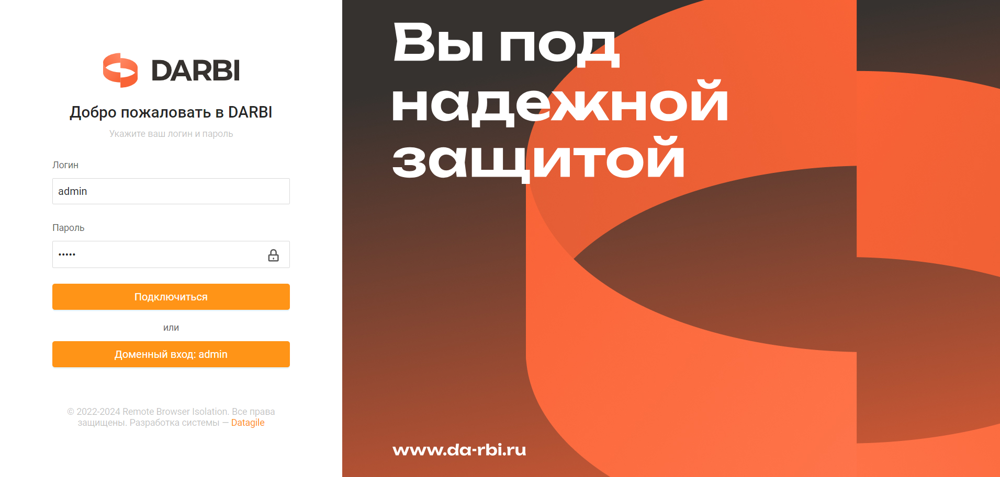 DARBI
Добро пожаловать в DARBI
Укажите ваш логин и пароль
Логин
admin
Пароль
•••••
Подключиться
или
Доменный вход: admin
© 2022-2024 Remote Browser Isolation. Все права
защищены. Разработка системы — Datagile
Вы под
надежной
защитой
www.da-rbi.ru